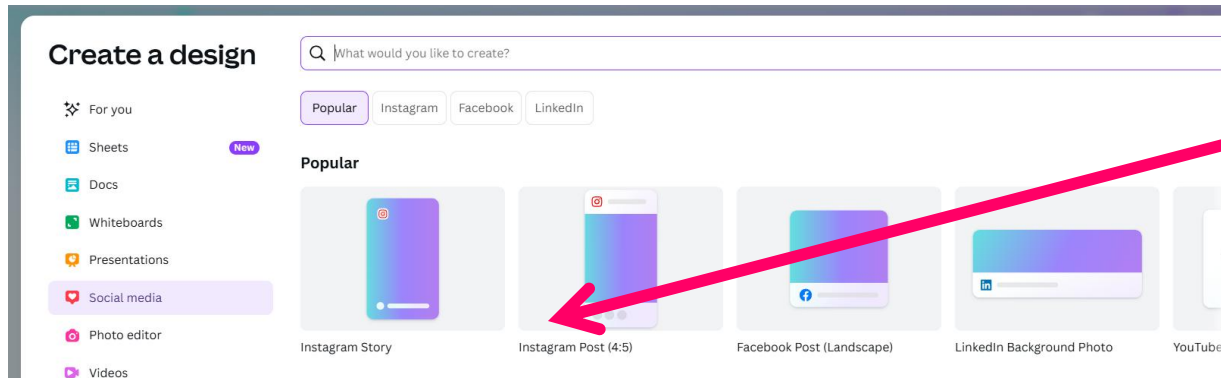 Create a design
What would you like to create?
For you
Sheets New
Docs
Whiteboards
Presentations
Social media
Photo editor
Videos
Popular Instagram Facebook LinkedIn
Popular
Instagram Story
Instagram Post (4:5)
Facebook Post (Landscape)
LinkedIn Background Photo
YouTube